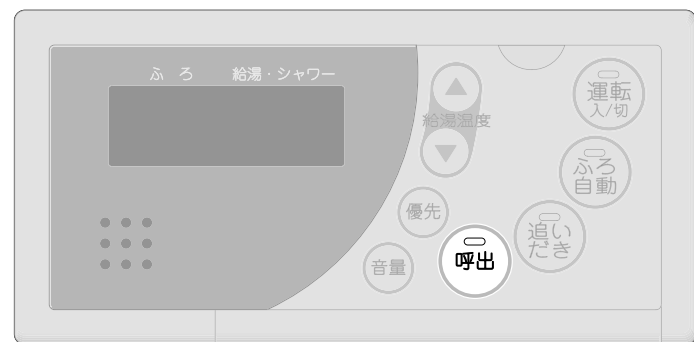 ふろ 給湯・シャワー
給湯温度
運転
入/切
ふろ
自動
優先
追い
だき
呼出
音量